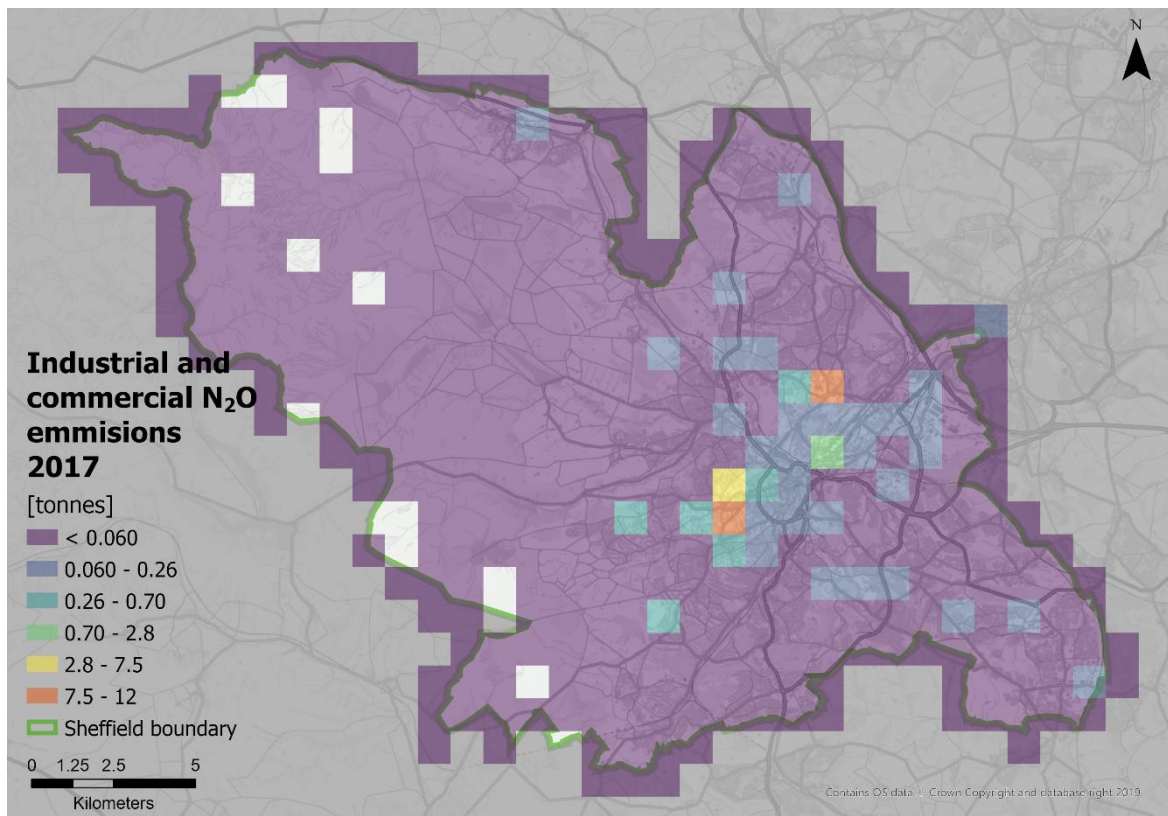 N
Industrial and
commercial N₂O
emmisions
2017
[tonnes]
< 0.060
0.060 - 0.26
0.26 - 0.70
0.70 - 2.8
2.8 - 7.5
7.5 - 12
Sheffield boundary
0 1.25 2.5 5
Kilometers
Contains OS data © Crown Copyright and database right 2019